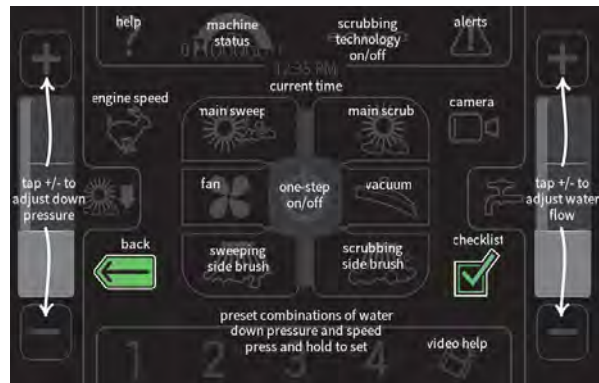 help
machine
status
scrubbing
technology
on/off
alerts
12:35 PM
current time
engine speed
main sweep
main scrub
camera
tap +/- to
adjust down
pressure
fan
one-step
on/off
vacuum
tap +/- to
adjust water
flow
back
sweeping
side brush
scrubbing
side brush
checklist
preset combinations of water
down pressure and speed
press and hold to set
1 2 3 4
video help